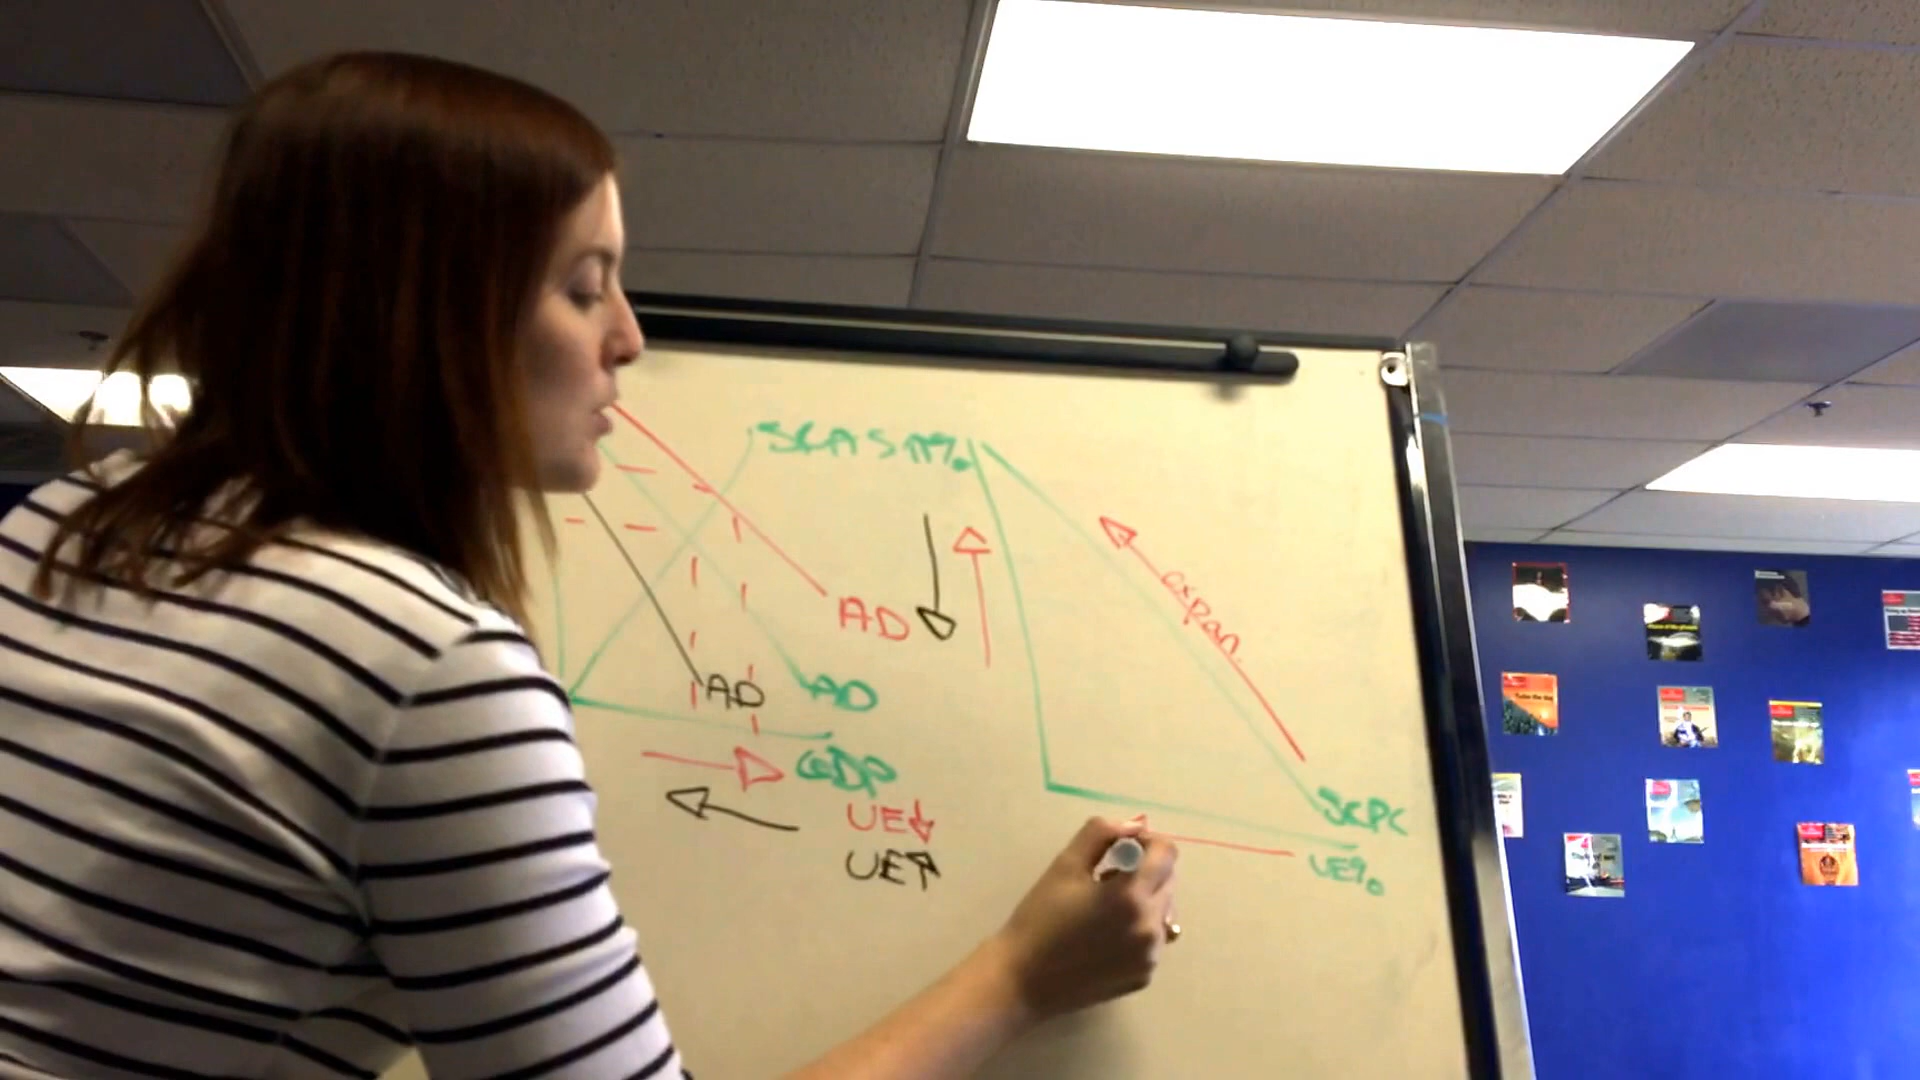 SRAS π%
expan.
AD
AD AD
GDP
UE↓
UE↑
SRPC
UE%